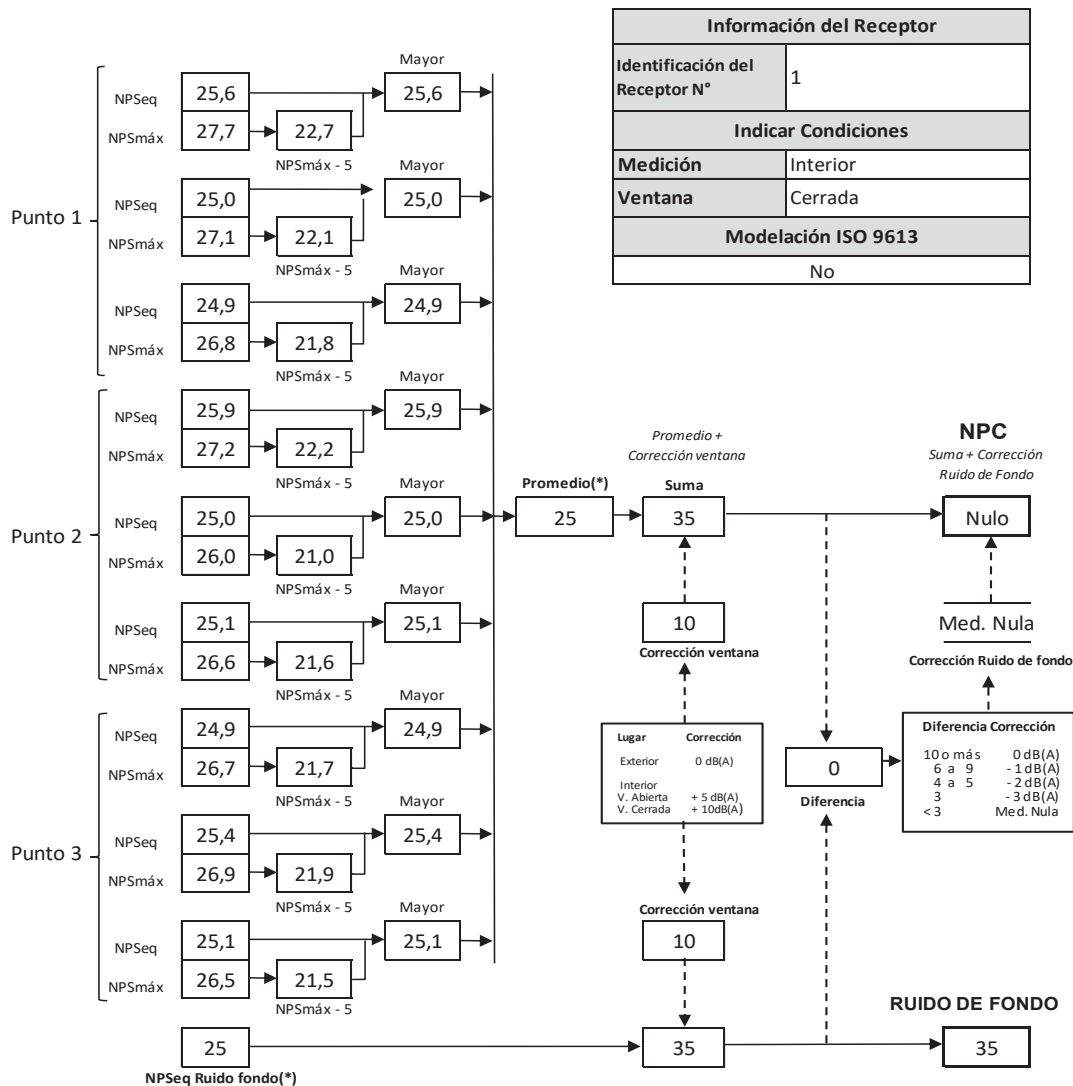 Información del Receptor
Identificación del Receptor N° 1
Indicar Condiciones
Medición Interior
Ventana Cerrada
Modelación ISO 9613
No
Punto 1
Mayor
NPSeq 25,6 25,6
NPSmáx 27,7 22,7
NPSmáx - 5
Mayor
NPSeq 25,0 25,0
NPSmáx 27,1 22,1
NPSmáx - 5
Mayor
NPSeq 24,9 24,9
NPSmáx 26,8 21,8
NPSmáx - 5
Punto 2
Mayor
NPSeq 25,9 25,9
NPSmáx 27,2 22,2
NPSmáx - 5
Mayor
NPSeq 25,0 25,0
NPSmáx 26,0 21,0
NPSmáx - 5
Mayor
NPSeq 25,1 25,1
NPSmáx 26,6 21,6
NPSmáx - 5
Punto 3
Mayor
NPSeq 24,9 24,9
NPSmáx 26,7 21,7
NPSmáx - 5
Mayor
NPSeq 25,4 25,4
NPSmáx 26,9 21,9
NPSmáx - 5
Mayor
NPSeq 25,1 25,1
NPSmáx 26,5 21,5
NPSmáx - 5
25
NPSeq Ruido fondo(*)
Promedio(*)
25
Promedio +
Corrección ventana
Suma
35
10
Corrección ventana
Lugar Corrección
Exterior 0 dB(A)
Interior
V. Abierta + 5 dB(A)
V. Cerrada + 10dB(A)
Corrección ventana
10
35
0
Diferencia
NPC
Suma + Corrección
Ruido de Fondo
Nulo
Med. Nula
Corrección Ruido de fondo
Diferencia Corrección
10 o más 0 dB(A)
6 a 9 - 1 dB(A)
4 a 5 - 2 dB(A)
3 - 3 dB(A)
< 3 Med. Nula
RUIDO DE FONDO
35